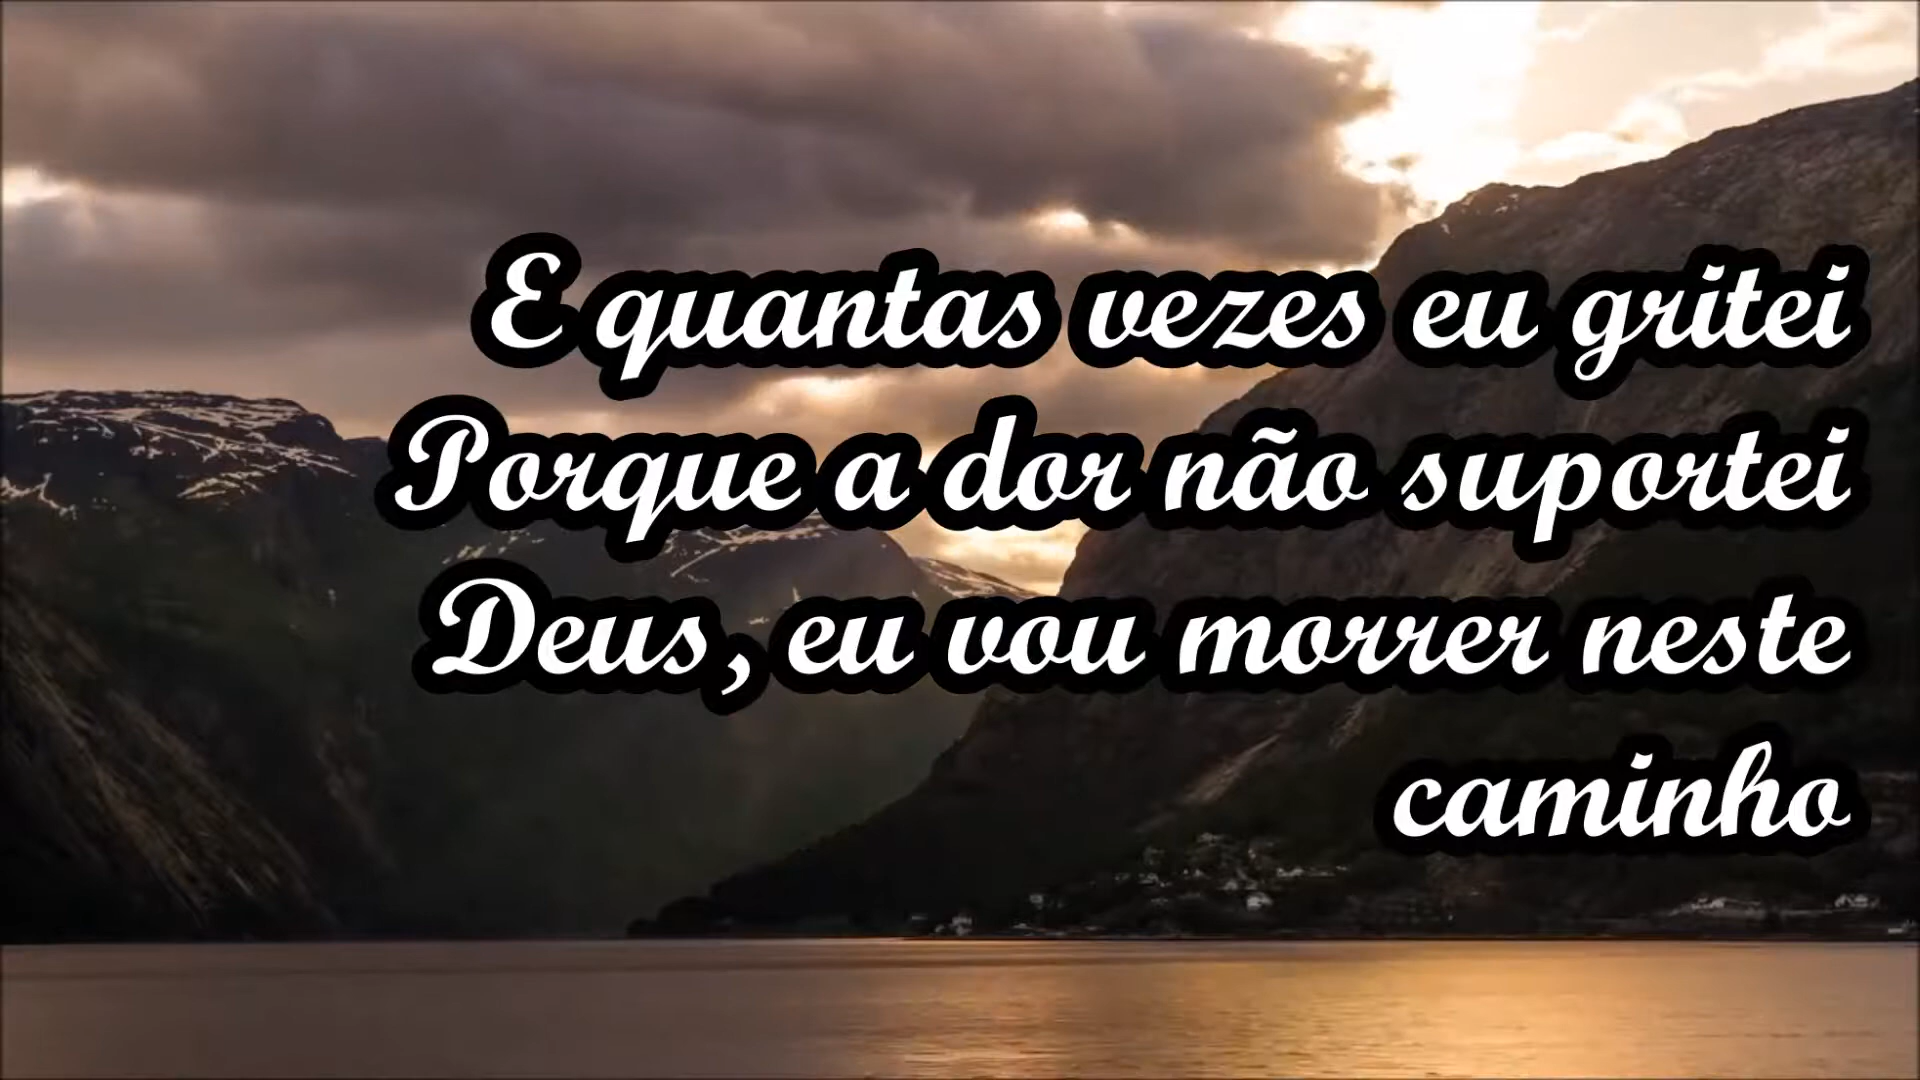 E quantas vezes eu gritei
Porque a dor não suportei
Deus, eu vou morrer neste
caminho